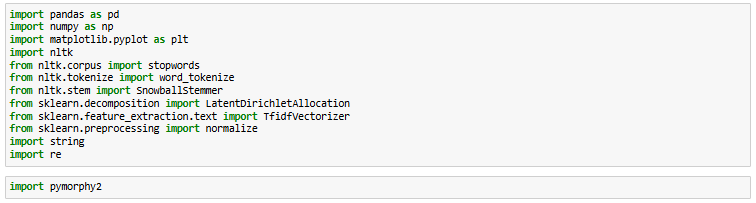 import pandas as pd
import numpy as np
import matplotlib.pyplot as plt
import nltk
from nltk.corpus import stopwords
from nltk.tokenize import word_tokenize
from nltk.stem import SnowballStemmer
from sklearn.decomposition import LatentDirichletAllocation
from sklearn.feature_extraction.text import TfidfVectorizer
from sklearn.preprocessing import normalize
import string
import re
import pymorphy2